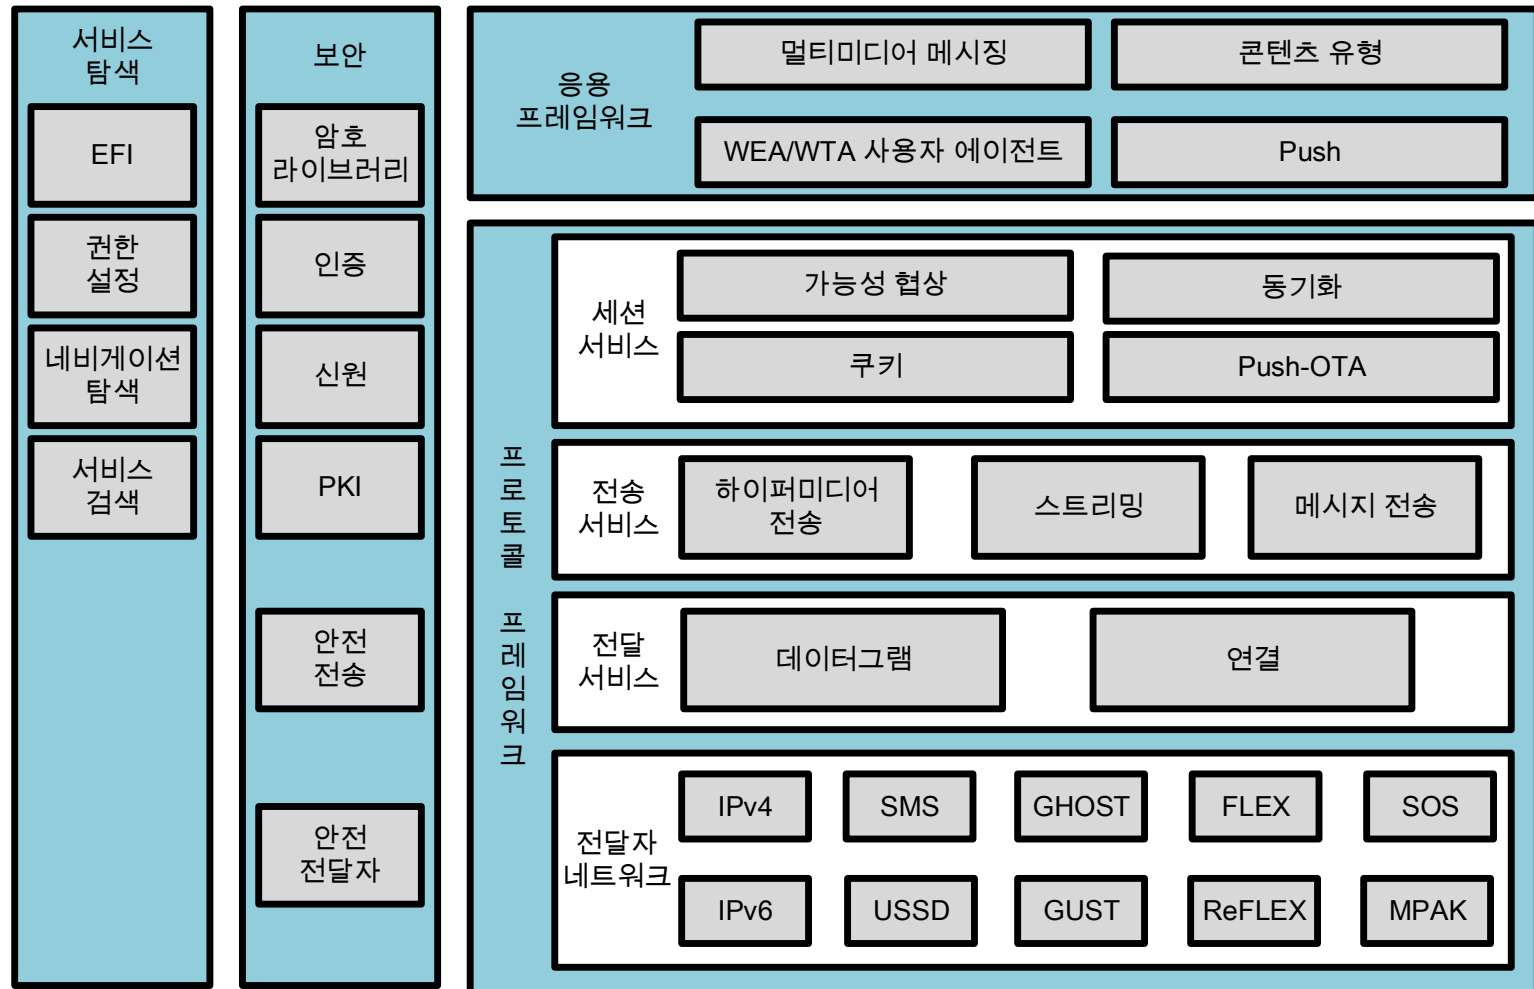 서비스
탐색
EFI
권한
설정
네비게이션
탐색
서비스
검색
보안
암호
라이브러리
인증
신원
PKI
안전
전송
안전
전달자
응용
프레임워크
멀티미디어 메시징
콘텐츠 유형
WEA/WTA 사용자 에이전트
Push
프로토콜
프레임워크
세션
서비스
가능성 협상
동기화
쿠키
Push-OTA
전송
서비스
하이퍼미디어
전송
스트리밍
메시지 전송
전달
서비스
데이터그램
연결
전달자
네트워크
IPv4
SMS
GHOST
FLEX
SOS
IPv6
USSD
GUST
ReFLEX
MPAK